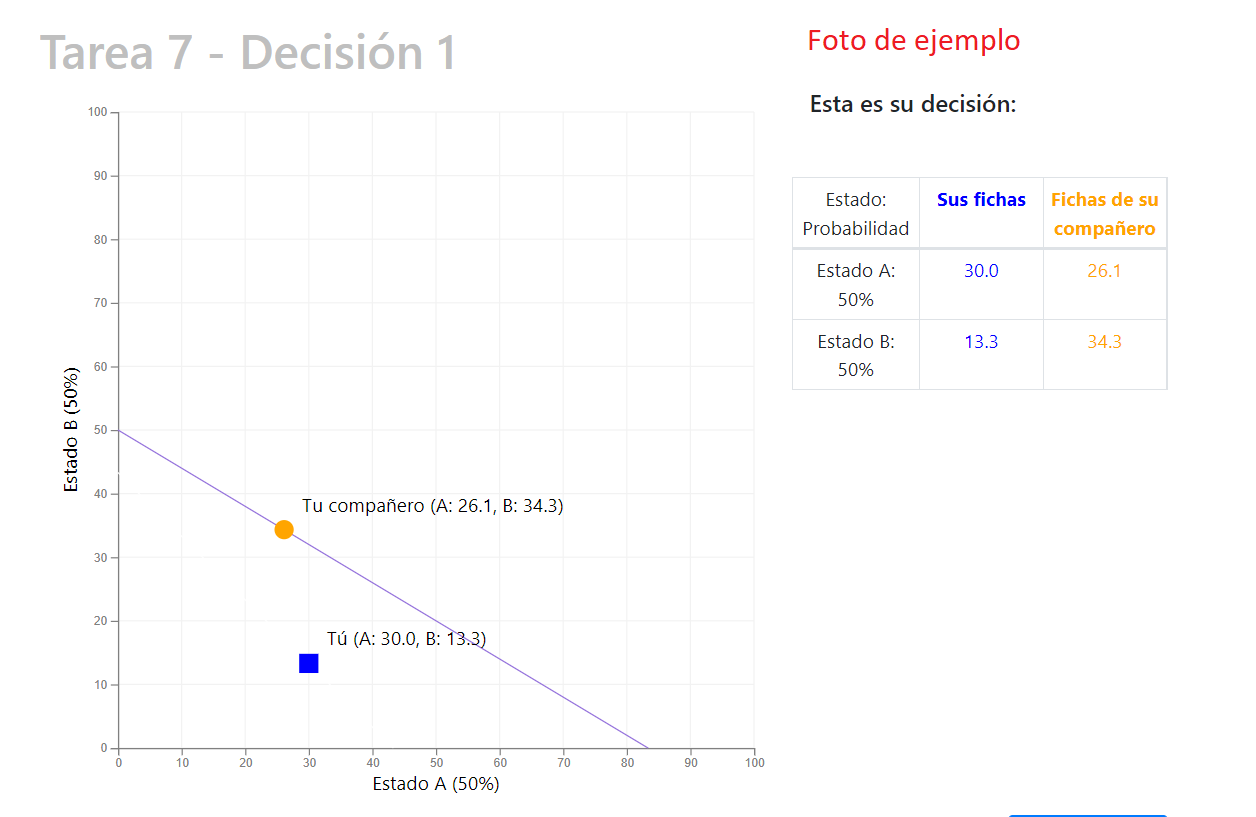 Tarea 7 - Decisión 1
Foto de ejemplo
Esta es su decisión:
Estado:
Probabilidad
Sus fichas
Fichas de su
compañero
Estado A:
50%
30.0
26.1
Estado B:
50%
13.3
34.3
100
90
80
70
60
50
40
30
20
10
0
Estado B (50%)
Tu compañero (A: 26.1, B: 34.3)
Tú (A: 30.0, B: 13.3)
0 10 20 30 40 50 60 70 80 90 100
Estado A (50%)